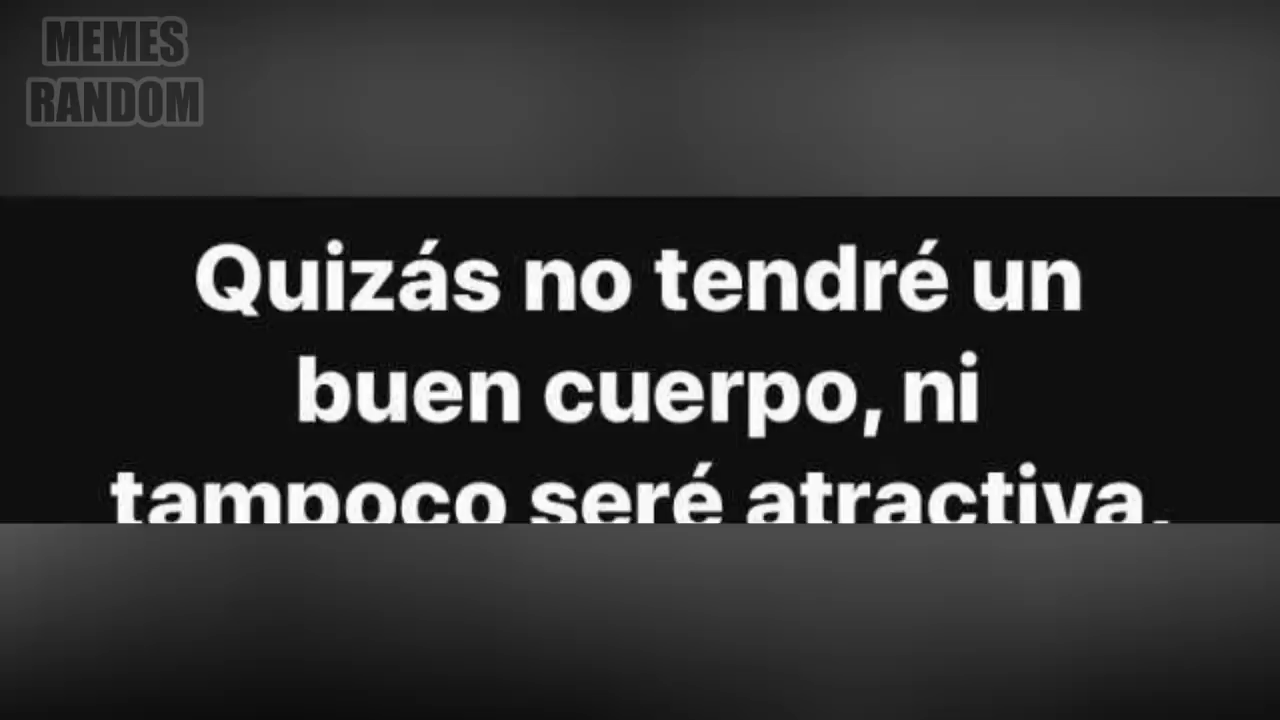 MEMES
RANDOM
Quizás no tendré un
buen cuerpo, ni
tampoco seré atractiva,